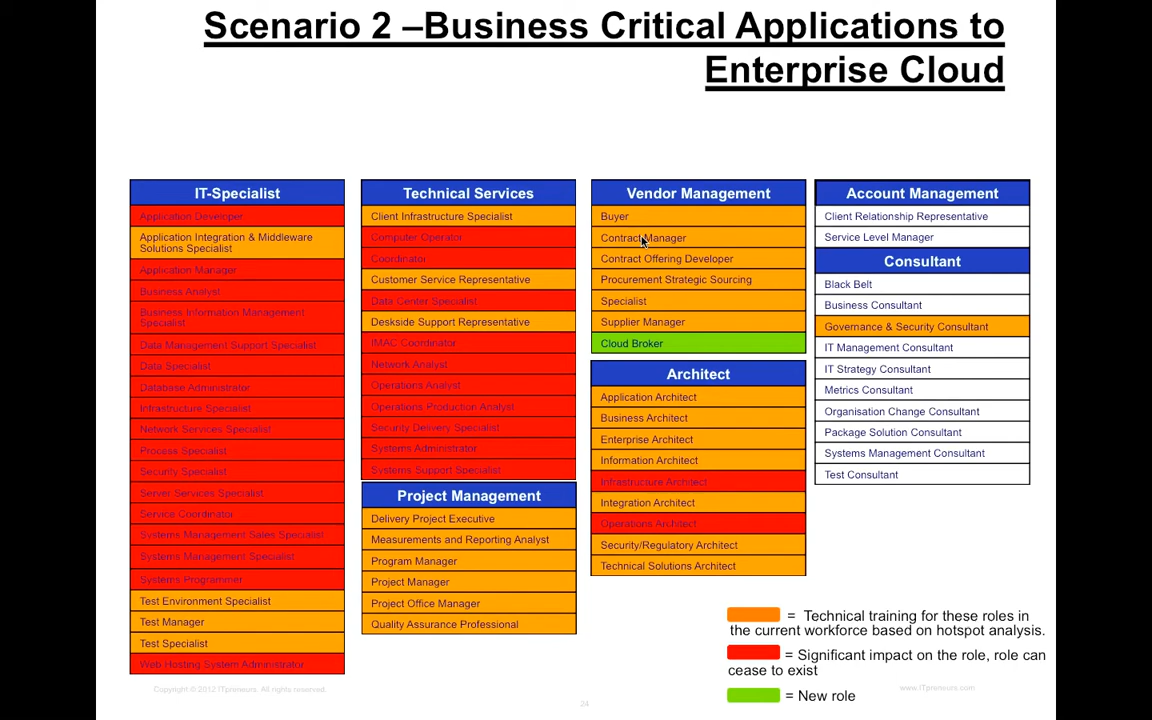 Scenario 2 –Business Critical Applications to
Enterprise Cloud
IT-Specialist
Application Developer
Application Integration & Middleware
Solutions Specialist
Application Manager
Business Analyst
Business Information Management
Specialist
Data Management Support Specialist
Data Specialist
Database Administrator
Infrastructure Specialist
Network Services Specialist
Process Specialist
Security Specialist
Server Services Specialist
Service Coordinator
Systems Management Sales Specialist
Systems Management Specialist
Systems Programmer
Test Environment Specialist
Test Manager
Test Specialist
Web Hosting System Administrator
Technical Services
Client Infrastructure Specialist
Computer Operator
Coordinator
Customer Service Representative
Data Center Specialist
Deskside Support Representative
IMAC Coordinator
Network Analyst
Operations Analyst
Operations Production Analyst
Security Delivery Specialist
Systems Administrator
Systems Support Specialist
Project Management
Delivery Project Executive
Measurements and Reporting Analyst
Program Manager
Project Manager
Project Office Manager
Quality Assurance Professional
Vendor Management
Buyer
Contract Manager
Contract Offering Developer
Procurement Strategic Sourcing
Specialist
Supplier Manager
Cloud Broker
Architect
Application Architect
Business Architect
Enterprise Architect
Information Architect
Infrastructure Architect
Integration Architect
Operations Architect
Security/Regulatory Architect
Technical Solutions Architect
Account Management
Client Relationship Representative
Service Level Manager
Consultant
Black Belt
Business Consultant
Governance & Security Consultant
IT Management Consultant
IT Strategy Consultant
Metrics Consultant
Organisation Change Consultant
Package Solution Consultant
Systems Management Consultant
Test Consultant
= Technical training for these roles in
the current workforce based on hotspot analysis.
= Significant impact on the role, role can
cease to exist
= New role
Copyright © 2012 ITpreneurs. All rights reserved.
24
www.ITpreneurs.com